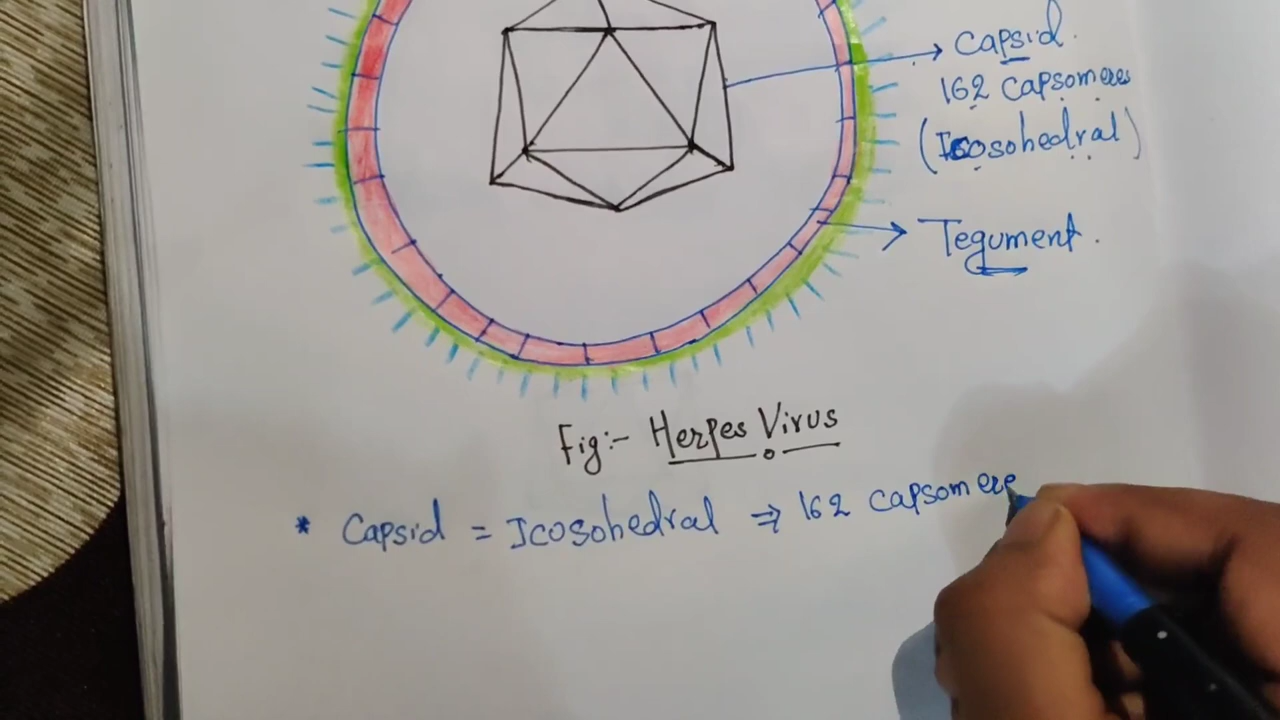 Capsid.
162 Capsomeres
(Icosohedral)
Tegument.
Fig:- Herpes Virus
* Capsid = Icosohedral ⇒ 162 Capsomere